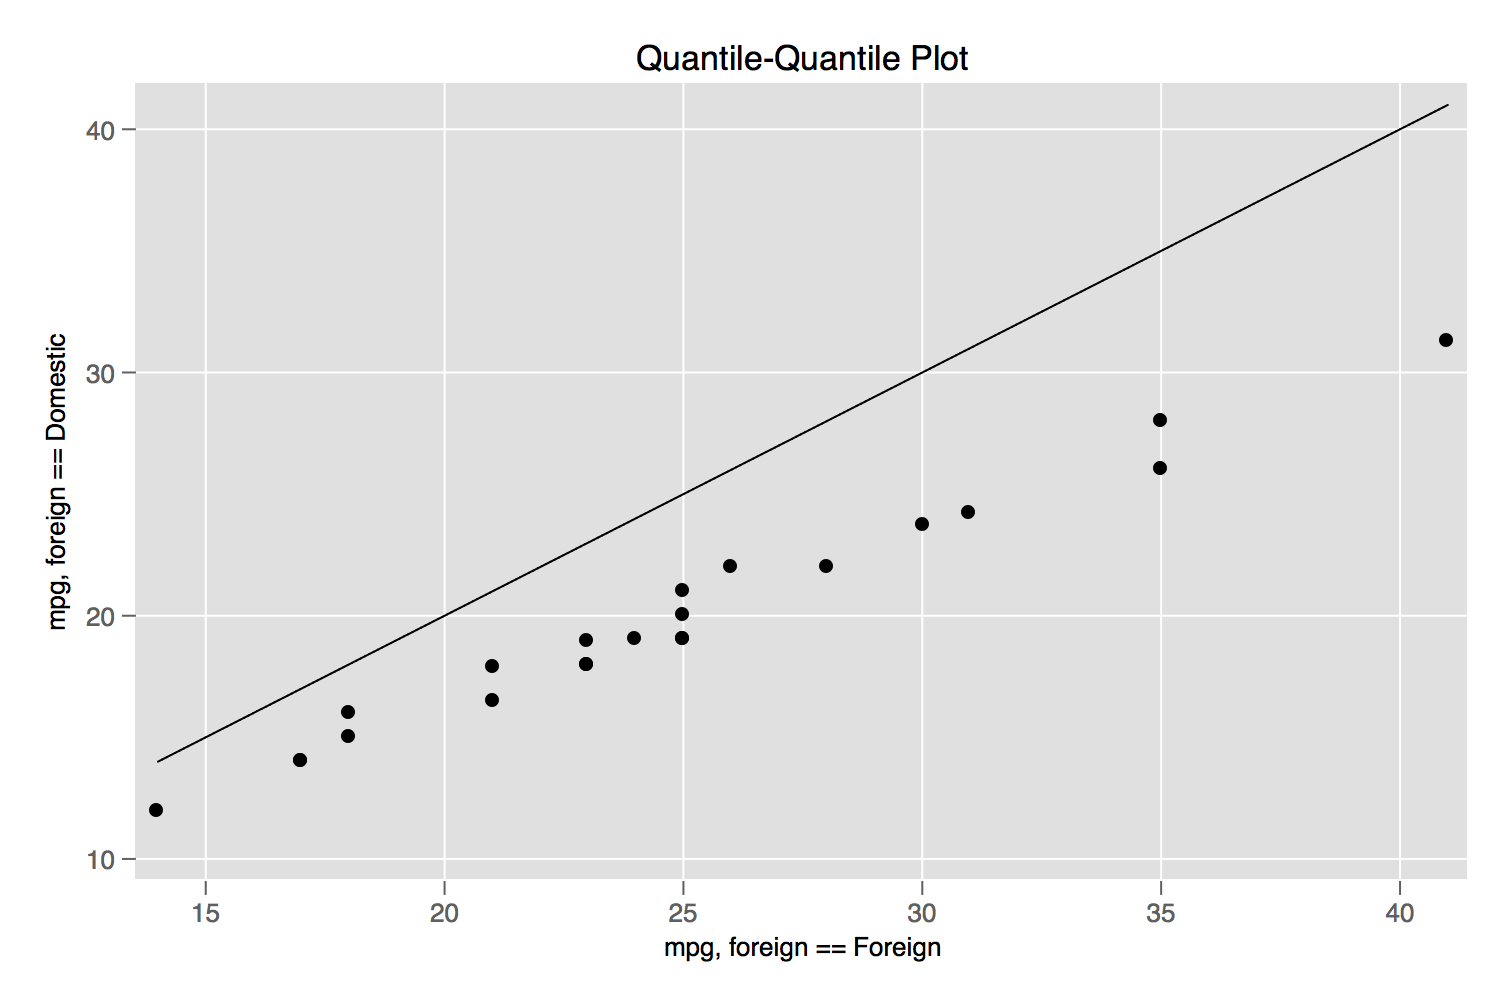 Quantile-Quantile Plot
40
30
20
10
mpg, foreign == Domestic
15 20 25 30 35 40
mpg, foreign == Foreign